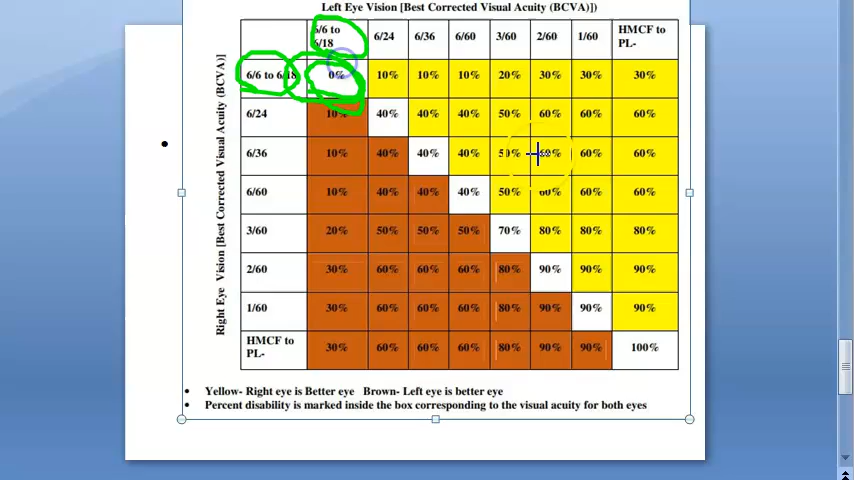 Left Eye Vision [Best Corrected Visual Acuity (BCVA)])
6/6 to 6/18 6/24 6/36 6/60 3/60 2/60 1/60 HMCF to PL-
Right Eye Vision [Best Corrected Visual Acuity (BCVA)]
6/6 to 6/18 0% 10% 10% 10% 20% 30% 30% 30%
6/24 10% 40% 40% 40% 50% 60% 60% 60%
6/36 10% 40% 40% 40% 50% 60% 60% 60%
6/60 10% 40% 40% 40% 50% 60% 60% 60%
3/60 20% 50% 50% 50% 70% 80% 80% 80%
2/60 30% 60% 60% 60% 80% 90% 90% 90%
1/60 30% 60% 60% 60% 80% 90% 90% 90%
HMCF to PL- 30% 60% 60% 60% 80% 90% 90% 100%
Yellow- Right eye is Better eye Brown- Left eye is better eye
Percent disability is marked inside the box corresponding to the visual acuity for both eyes